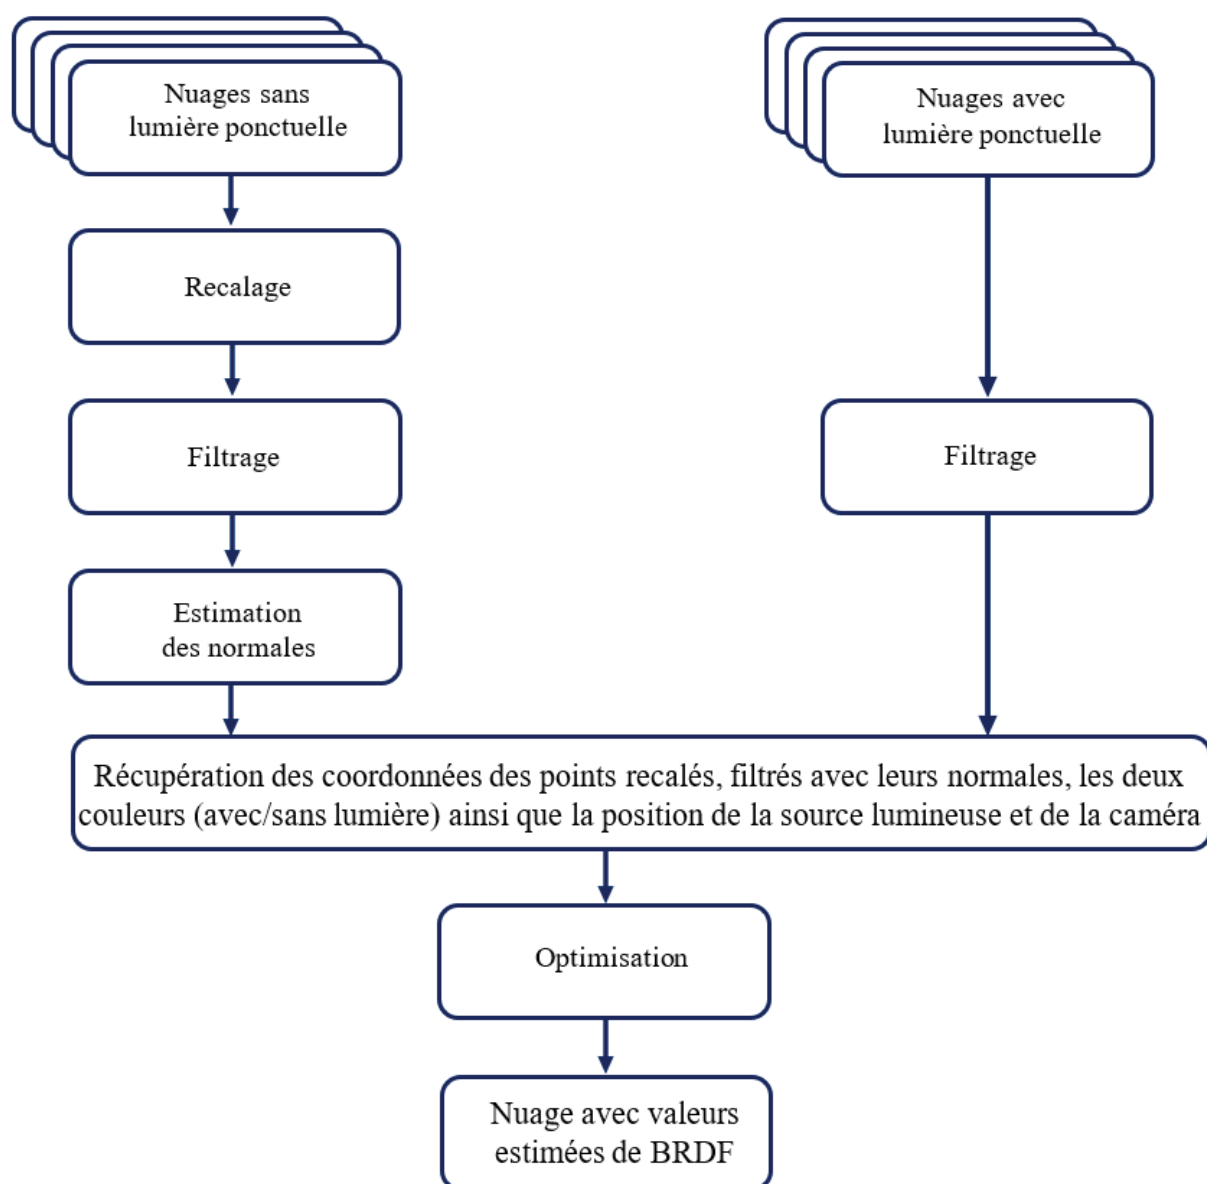 Nuages sans
lumière ponctuelle
Nuages avec
lumière ponctuelle
Recalage
Filtrage
Filtrage
Estimation
des normales
Récupération des coordonnées des points recalés, filtrés avec leurs normales, les deux
couleurs (avec/sans lumière) ainsi que la position de la source lumineuse et de la caméra
Optimisation
Nuage avec valeurs
estimées de BRDF